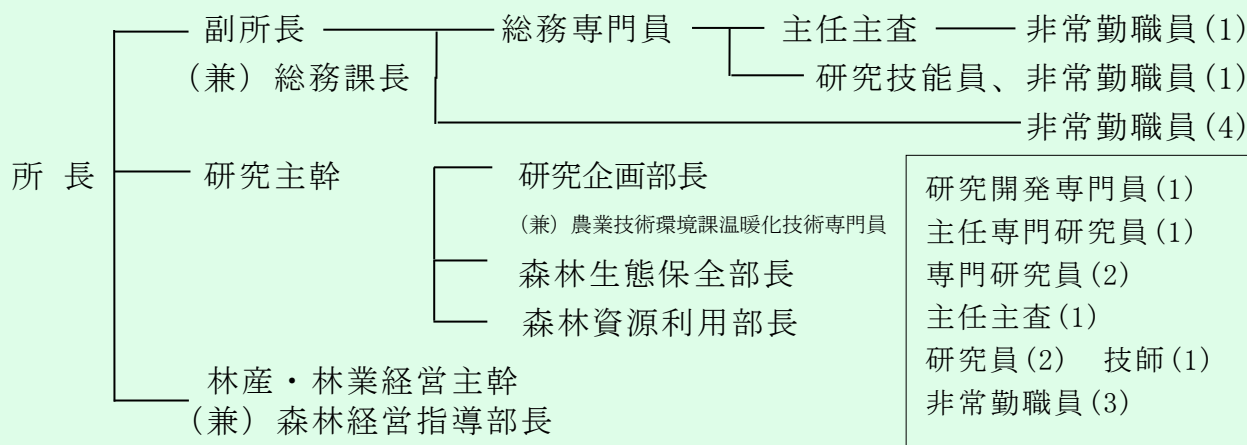 副所長 総務専門員 主任主査 非常勤職員(1)
(兼)総務課長 研究技能員、非常勤職員(1)
非常勤職員(4)
所長 研究主幹 研究企画部長
(兼)農業技術環境課温暖化技術専門員
森林生態保全部長
森林資源利用部長
林産・林業経営主幹
(兼)森林経営指導部長
研究開発専門員(1)
主任専門研究員(1)
専門研究員(2)
主任主査(1)
研究員(2) 技師(1)
非常勤職員(3)